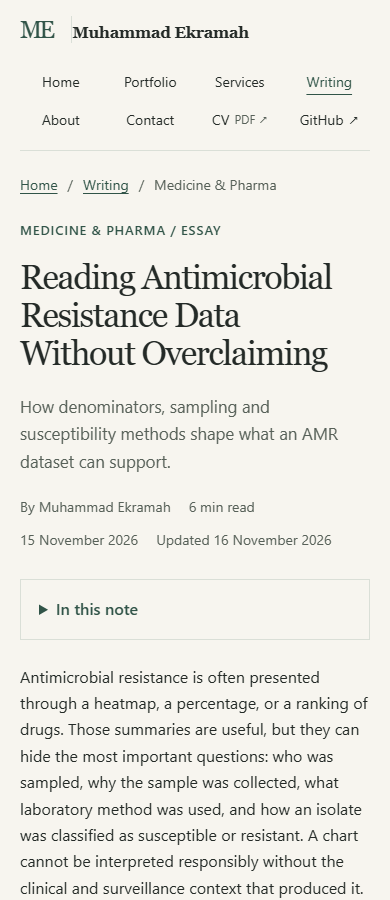 ME Muhammad Ekramah
Home Portfolio Services Writing
About Contact CV PDF ↗ GitHub ↗
Home / Writing / Medicine & Pharma
MEDICINE & PHARMA / ESSAY
Reading Antimicrobial
Resistance Data
Without Overclaiming
How denominators, sampling and
susceptibility methods shape what an AMR
dataset can support.
By Muhammad Ekramah 6 min read
15 November 2026 Updated 16 November 2026
▶ In this note
Antimicrobial resistance is often presented
through a heatmap, a percentage, or a ranking of
drugs. Those summaries are useful, but they can
hide the most important questions: who was
sampled, why the sample was collected, what
laboratory method was used, and how an isolate
was classified as susceptible or resistant. A chart
cannot be interpreted responsibly without the
clinical and surveillance context that produced it.